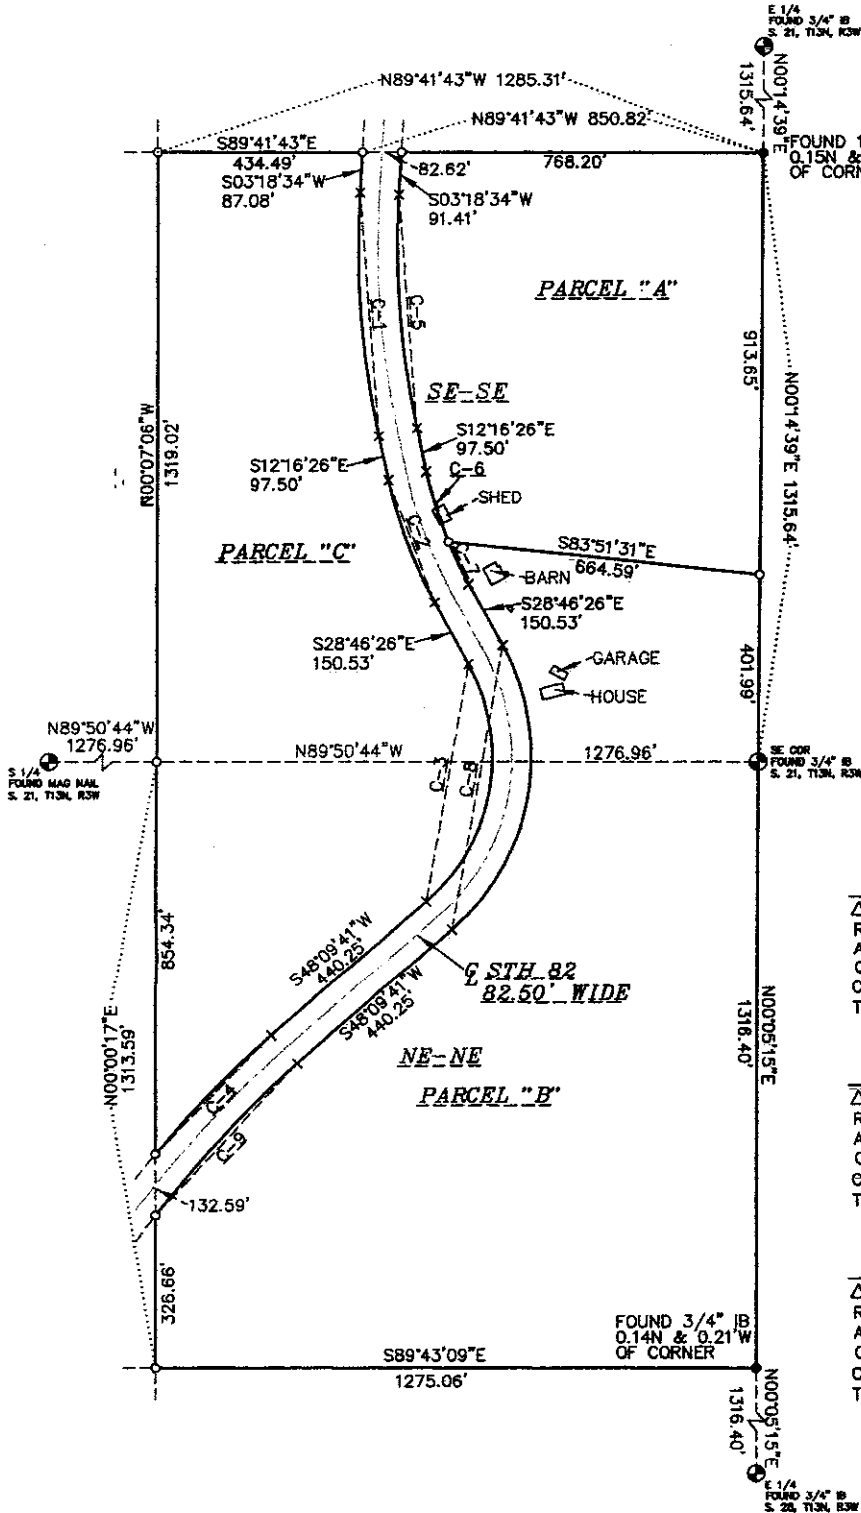 E 1/4
FOUND 3/4" IB
S. 21, T13N, R3W
N00°14'39"E
1315.64'
N89°41'43"W 1285.31'
N89°41'43"W 850.82'
S89°41'43"E
434.49'
82.62'
768.20'
FOUND 1
0.15N &
OF CORN
S03°18'34"W
87.08'
S03°18'34"W
91.41'
PARCEL "A"
C-1
C-5
913.65'
N00°14'39"E 1315.64'
SE-SE
N00°07'06"W
1319.02'
S12°16'26"E
97.50'
S12°16'26"E
97.50'
C-6
SHED
C-2
PARCEL "C"
S83°51'31"E
664.59'
C-7
BARN
S28°46'26"E
150.53'
S28°46'26"E
150.53'
GARAGE
HOUSE
401.99'
N89°50'44"W
1276.96'
N89°50'44"W
1276.96'
S 1/4
FOUND MAG NAIL
S. 21, T13N, R3W
SE COR
FOUND 3/4" IB
S. 21, T13N, R3W
C-3
C-8
854.34'
S48°09'41"W
440.25'
S48°09'41"W
440.25'
℄ STH 82
82.50' WIDE
N00°05'15"E
1316.40'
N00°00'17"E
1313.59'
NE-NE
PARCEL "B"
C-4
C-9
132.59'
326.66'
FOUND 3/4" IB
0.14N & 0.21'W
OF CORNER
S89°43'09"E
1275.06'
N00°05'15"E
1316.40'
E 1/4
FOUND 3/4" IB
S. 28, T13N, R3W
Δ
R
A
C
T
Δ
R
A
C
T
Δ
R
A
C
T